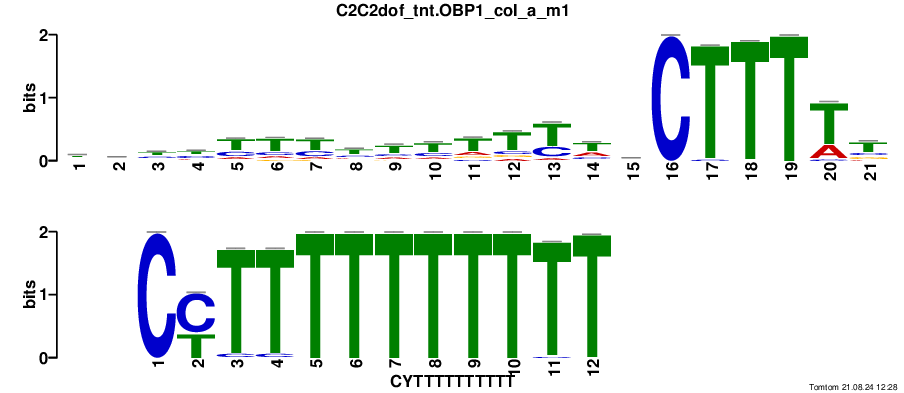 C2C2dof_tnt.OBP1_col_a_m1
bits
2
1
0
1 2 3 4 5 6 7 8 9 10 11 12 13 14 15 16 17 18 19 20 21
C T T T T A
bits
2
1
0
C C T T T T T T T T T T T
1 2 3 4 5 6 7 8 9 10 11 12
CYTTTTTTTTTT
Tomtom 21.08.24 12:28